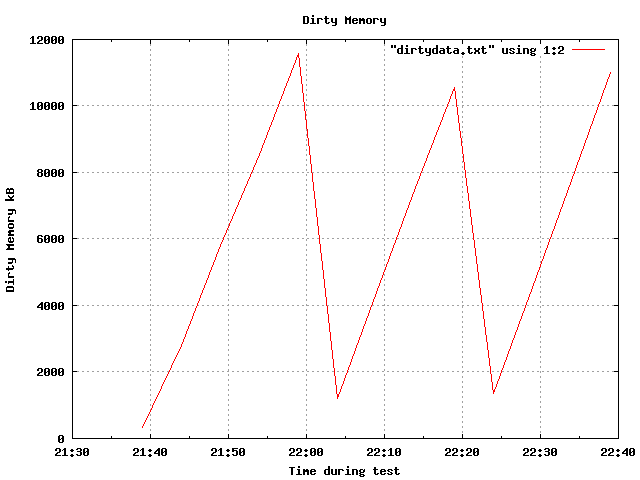 Dirty Memory
"dirtydata.txt" using 1:2
12000
10000
8000
6000
4000
2000
0
Dirty Memory kB
21:30 21:40 21:50 22:00 22:10 22:20 22:30 22:40
Time during test